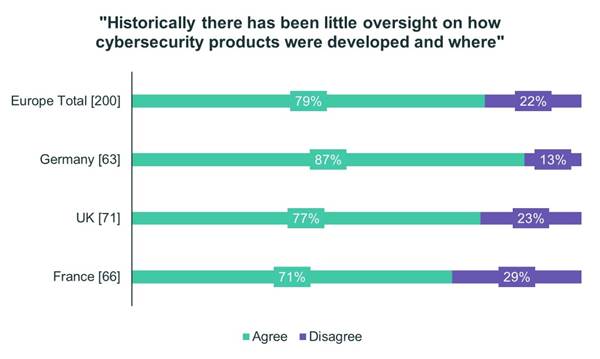 "Historically there has been little oversight on how
cybersecurity products were developed and where"
Europe Total [200] 79% 22%
Germany [63] 87% 13%
UK [71] 77% 23%
France [66] 71% 29%
Agree Disagree